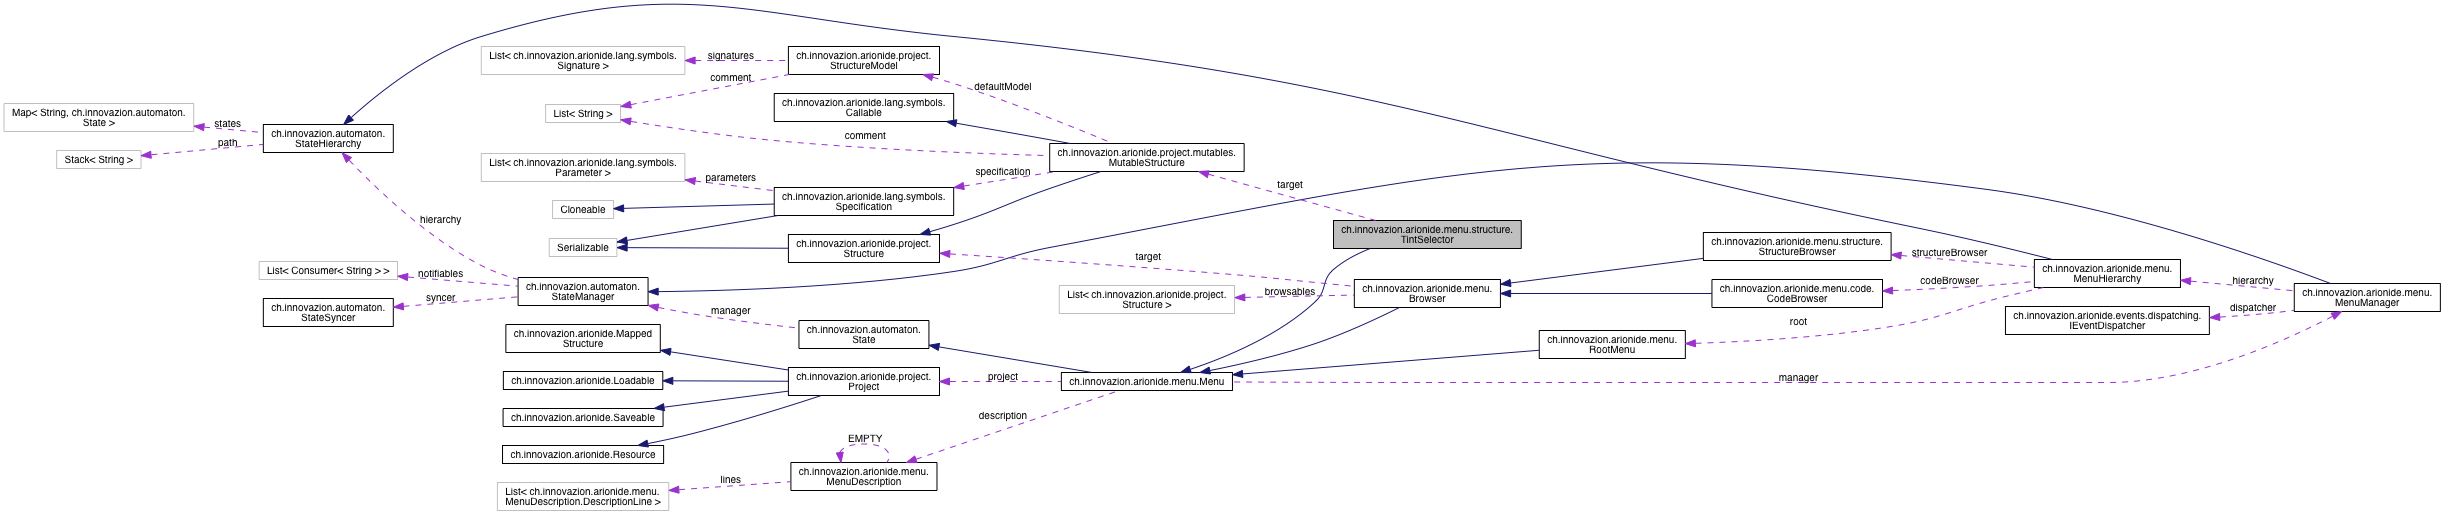 List< ch.innovazion.arionide.lang.symbols.
Signature >
signatures
ch.innovazion.arionide.project.
StructureModel
comment
defaultModel
Map< String, ch.innovazion.automaton.
State >
states
List< String >
ch.innovazion.arionide.lang.symbols.
Callable
ch.innovazion.automaton.
StateHierarchy
path
Stack< String >
comment
ch.innovazion.arionide.project.mutables.
MutableStructure
List< ch.innovazion.arionide.lang.symbols.
Parameter >
parameters
specification
target
ch.innovazion.arionide.lang.symbols.
Specification
Cloneable
hierarchy
Serializable
ch.innovazion.arionide.project.
Structure
ch.innovazion.arionide.menu.structure.
TintSelector
target
ch.innovazion.arionide.menu.structure.
StructureBrowser
structureBrowser
List< Consumer< String > >
notifiables
ch.innovazion.automaton.
StateManager
syncer
ch.innovazion.automaton.
StateSyncer
List< ch.innovazion.arionide.project.
Structure >
browsables
ch.innovazion.arionide.menu.
Browser
ch.innovazion.arionide.menu.code.
CodeBrowser
codeBrowser
ch.innovazion.arionide.menu.
MenuHierarchy
hierarchy
ch.innovazion.arionide.menu.
MenuManager
dispatcher
ch.innovazion.arionide.events.dispatching.
IEventDispatcher
manager
root
ch.innovazion.arionide.Mapped
Structure
ch.innovazion.automaton.
State
ch.innovazion.arionide.menu.
RootMenu
ch.innovazion.arionide.Loadable
ch.innovazion.arionide.project.
Project
project
ch.innovazion.arionide.menu.Menu
manager
ch.innovazion.arionide.Saveable
description
ch.innovazion.arionide.Resource
EMPTY
ch.innovazion.arionide.menu.
MenuDescription
lines
List< ch.innovazion.arionide.menu.
MenuDescription.DescriptionLine >